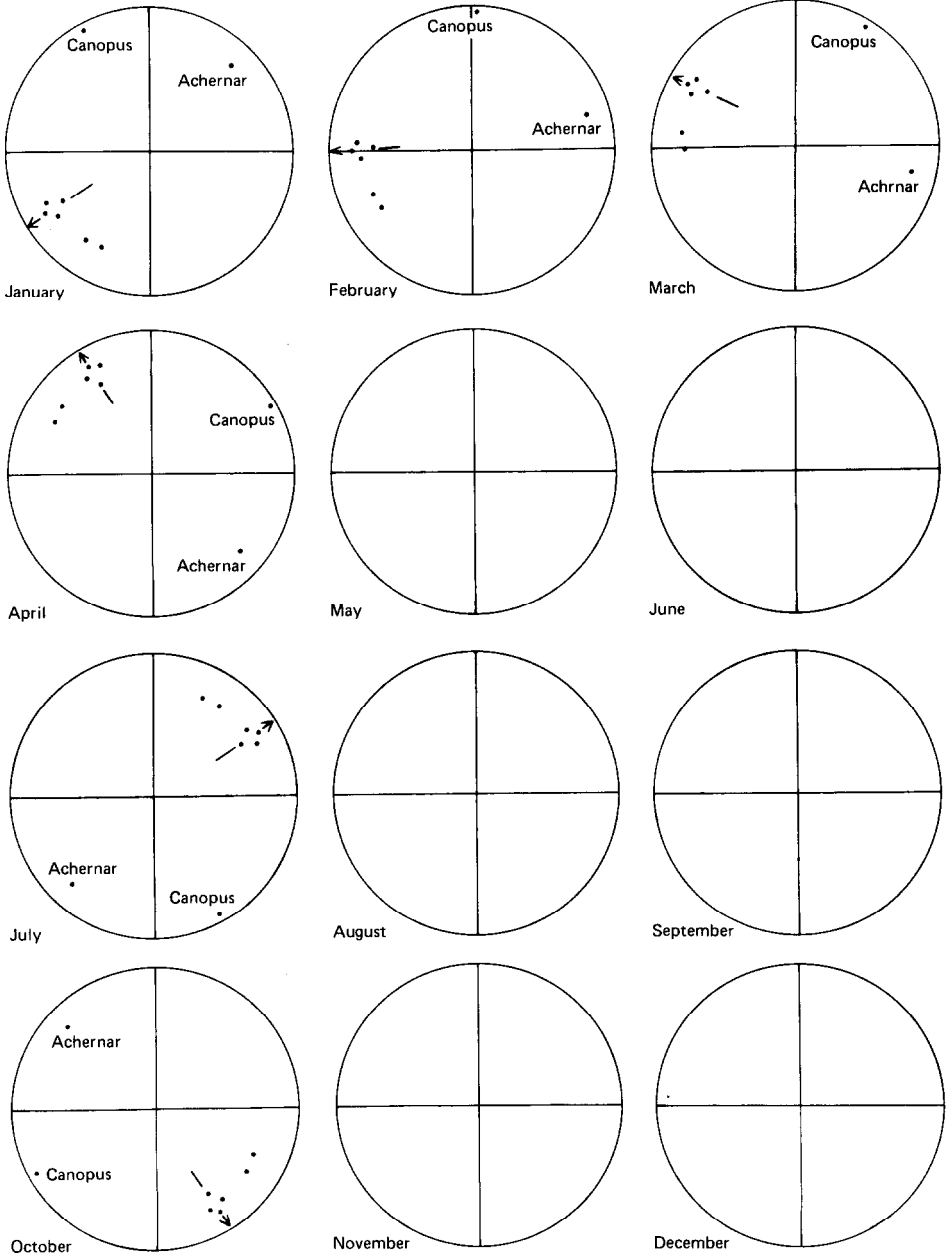 Canopus
Achernar
January
Canopus
Achernar
February
Canopus
Achrnar
March
Canopus
Achernar
April
May
June
Achernar
Canopus
July
August
September
Achernar
Canopus
October
November
December